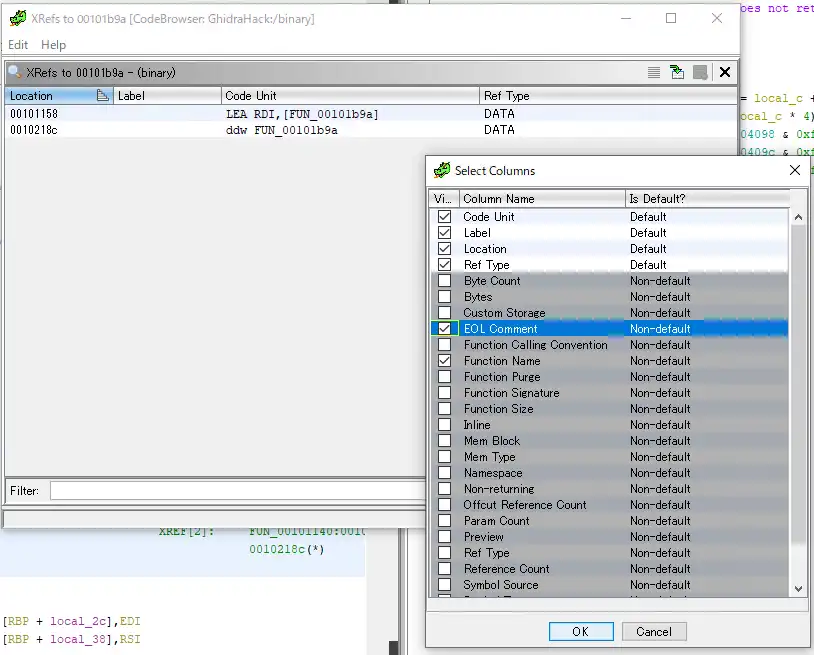 XRefs to 00101b9a [CodeBrowser: GhidraHack:/binary]
Edit Help
XRefs to 00101b9a - (binary)
Location Label Code Unit Ref Type
00101158 LEA RDI,[FUN_00101b9a] DATA
0010218c ddw FUN_00101b9a DATA
Filter:
XREF[2]: FUN_00101140:0010
0010218c(*)
[RBP + local_2c],EDI
[RBP + local_38],RSI
oes not ret
= local_c +
ocal_c * 4)
04098 & 0xf
0409c & 0xf
Select Columns
Vi... Column Name Is Default?
Code Unit Default
Label Default
Location Default
Ref Type Default
Byte Count Non-default
Bytes Non-default
Custom Storage Non-default
EOL Comment Non-default
Function Calling Convention Non-default
Function Name Non-default
Function Purge Non-default
Function Signature Non-default
Function Size Non-default
Inline Non-default
Mem Block Non-default
Mem Type Non-default
Namespace Non-default
Non-returning Non-default
Offcut Reference Count Non-default
Param Count Non-default
Preview Non-default
Ref Type Non-default
Reference Count Non-default
Symbol Source Non-default
OK Cancel